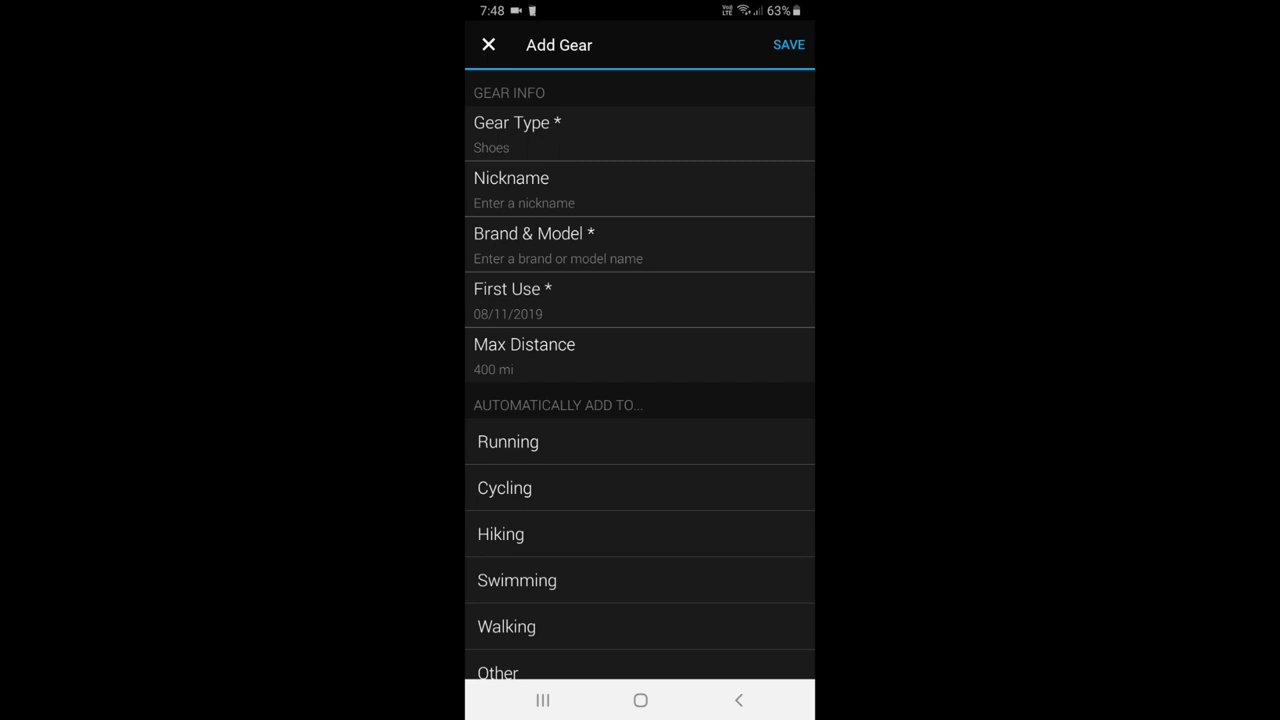 7:48 Vo) LTE 63%
Add Gear SAVE
GEAR INFO
Gear Type *
Shoes
Nickname
Enter a nickname
Brand & Model *
Enter a brand or model name
First Use *
08/11/2019
Max Distance
400 mi
AUTOMATICALLY ADD TO...
Running
Cycling
Hiking
Swimming
Walking
Other